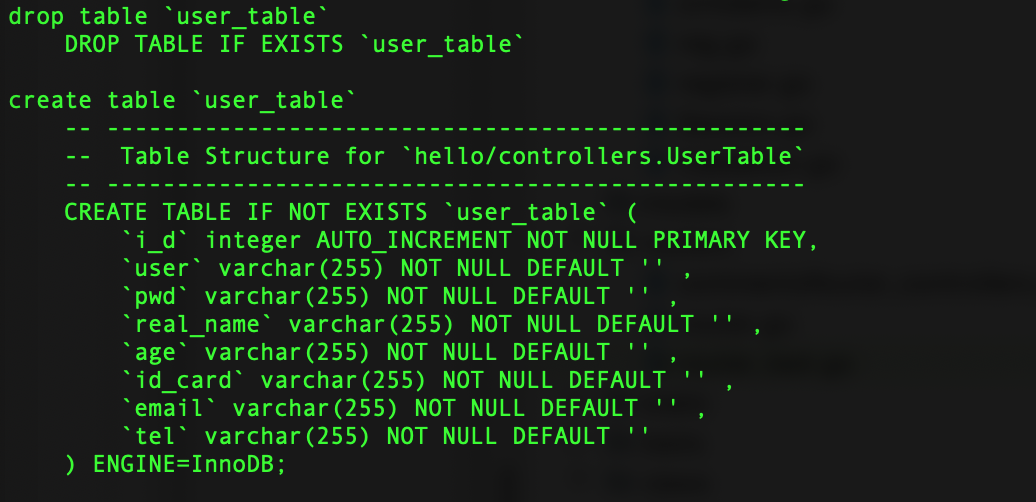 drop table `user_table`
    DROP TABLE IF EXISTS `user_table`

create table `user_table`
    -- --------------------------------------------------
    --  Table Structure for `hello/controllers.UserTable`
    -- --------------------------------------------------
    CREATE TABLE IF NOT EXISTS `user_table` (
        `i_d` integer AUTO_INCREMENT NOT NULL PRIMARY KEY,
        `user` varchar(255) NOT NULL DEFAULT '' ,
        `pwd` varchar(255) NOT NULL DEFAULT '' ,
        `real_name` varchar(255) NOT NULL DEFAULT '' ,
        `age` varchar(255) NOT NULL DEFAULT '' ,
        `id_card` varchar(255) NOT NULL DEFAULT '' ,
        `email` varchar(255) NOT NULL DEFAULT '' ,
        `tel` varchar(255) NOT NULL DEFAULT ''
    ) ENGINE=InnoDB;